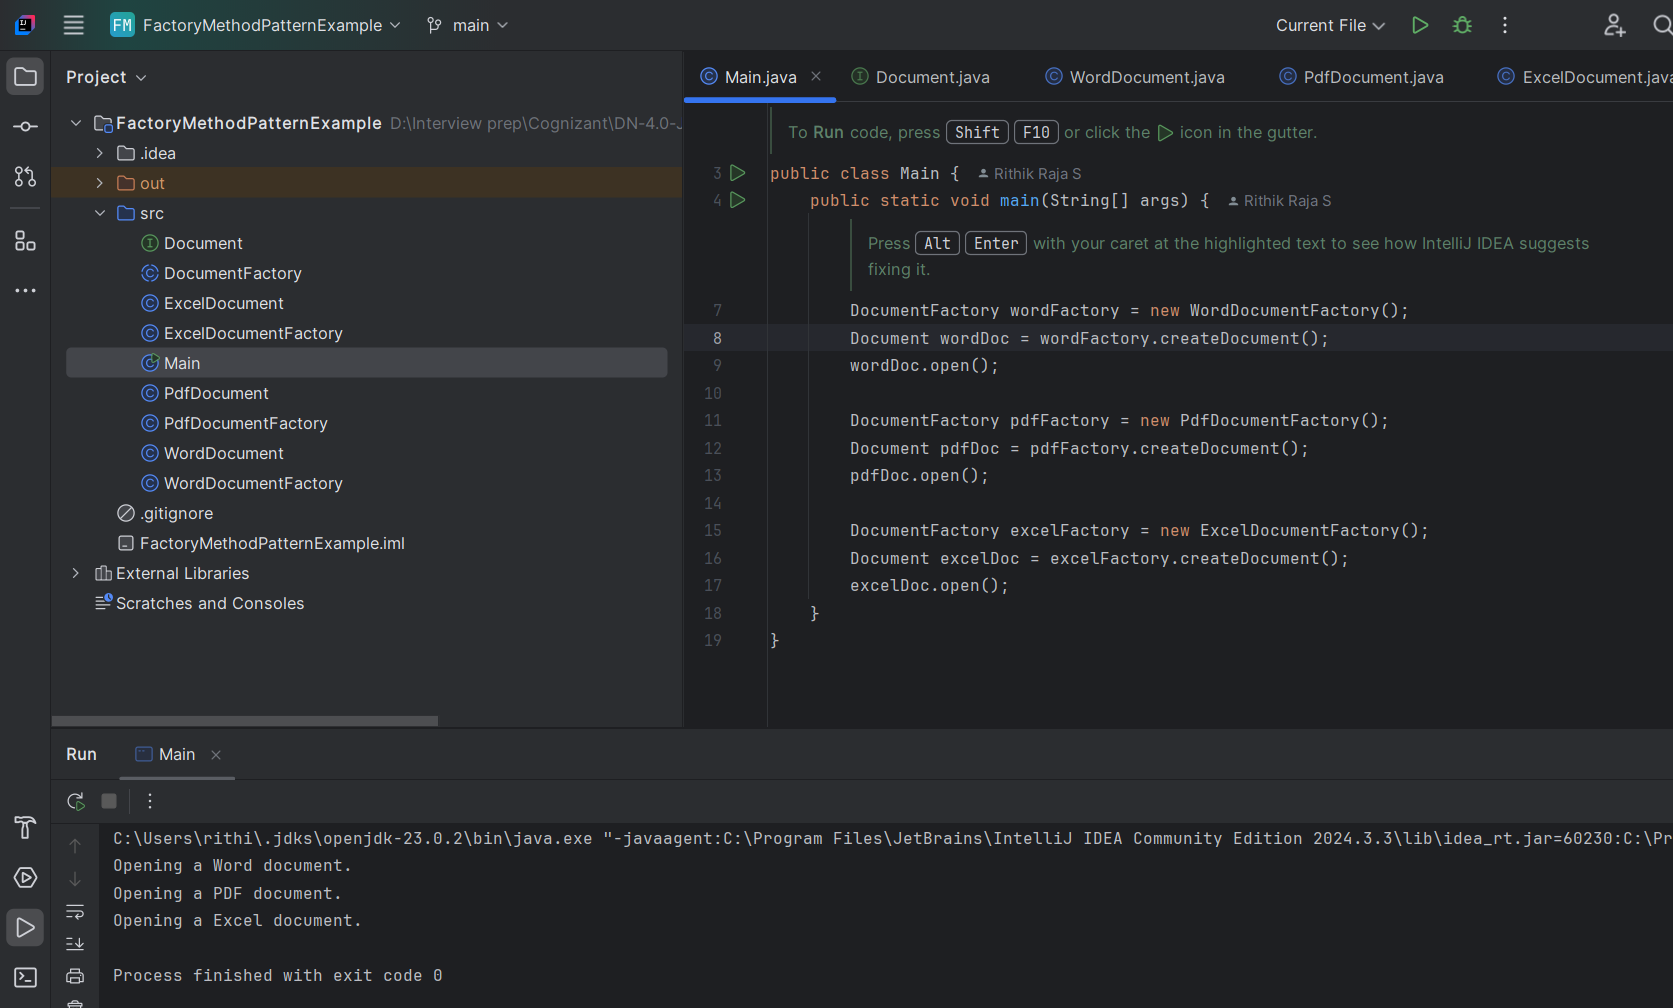 FM FactoryMethodPatternExample main Current File
Project
Main.java Document.java WordDocument.java PdfDocument.java ExcelDocument.java
FactoryMethodPatternExample D:\Interview prep\Cognizant\DN-4.0-J
.idea
out
src
Document
DocumentFactory
ExcelDocument
ExcelDocumentFactory
Main
PdfDocument
PdfDocumentFactory
WordDocument
WordDocumentFactory
.gitignore
FactoryMethodPatternExample.iml
External Libraries
Scratches and Consoles
To Run code, press Shift F10 or click the icon in the gutter.
3 public class Main { Rithik Raja S
4 public static void main(String[] args) { Rithik Raja S
Press Alt Enter with your caret at the highlighted text to see how IntelliJ IDEA suggests
fixing it.
7 DocumentFactory wordFactory = new WordDocumentFactory();
8 Document wordDoc = wordFactory.createDocument();
9 wordDoc.open();
10
11 DocumentFactory pdfFactory = new PdfDocumentFactory();
12 Document pdfDoc = pdfFactory.createDocument();
13 pdfDoc.open();
14
15 DocumentFactory excelFactory = new ExcelDocumentFactory();
16 Document excelDoc = excelFactory.createDocument();
17 excelDoc.open();
18 }
19 }
Run Main
C:\Users\rithi\.jdks\openjdk-23.0.2\bin\java.exe "-javaagent:C:\Program Files\JetBrains\IntelliJ IDEA Community Edition 2024.3.3\lib\idea_rt.jar=60230:C:\Pr
Opening a Word document.
Opening a PDF document.
Opening a Excel document.
Process finished with exit code 0